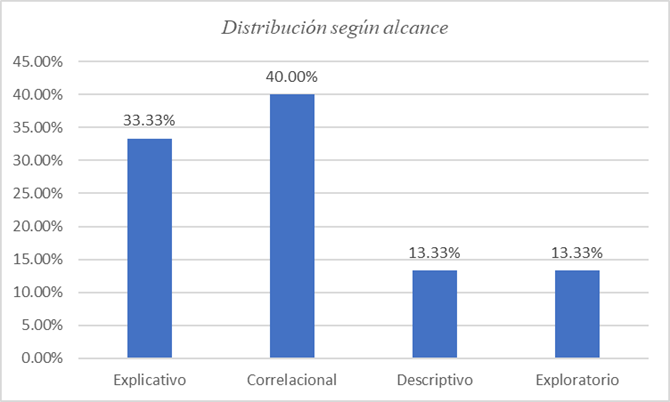 Distribución según alcance
45.00%
40.00%
35.00%
30.00%
25.00%
20.00%
15.00%
10.00%
5.00%
0.00%
33.33%
40.00%
13.33%
13.33%
Explicativo
Correlacional
Descriptivo
Exploratorio